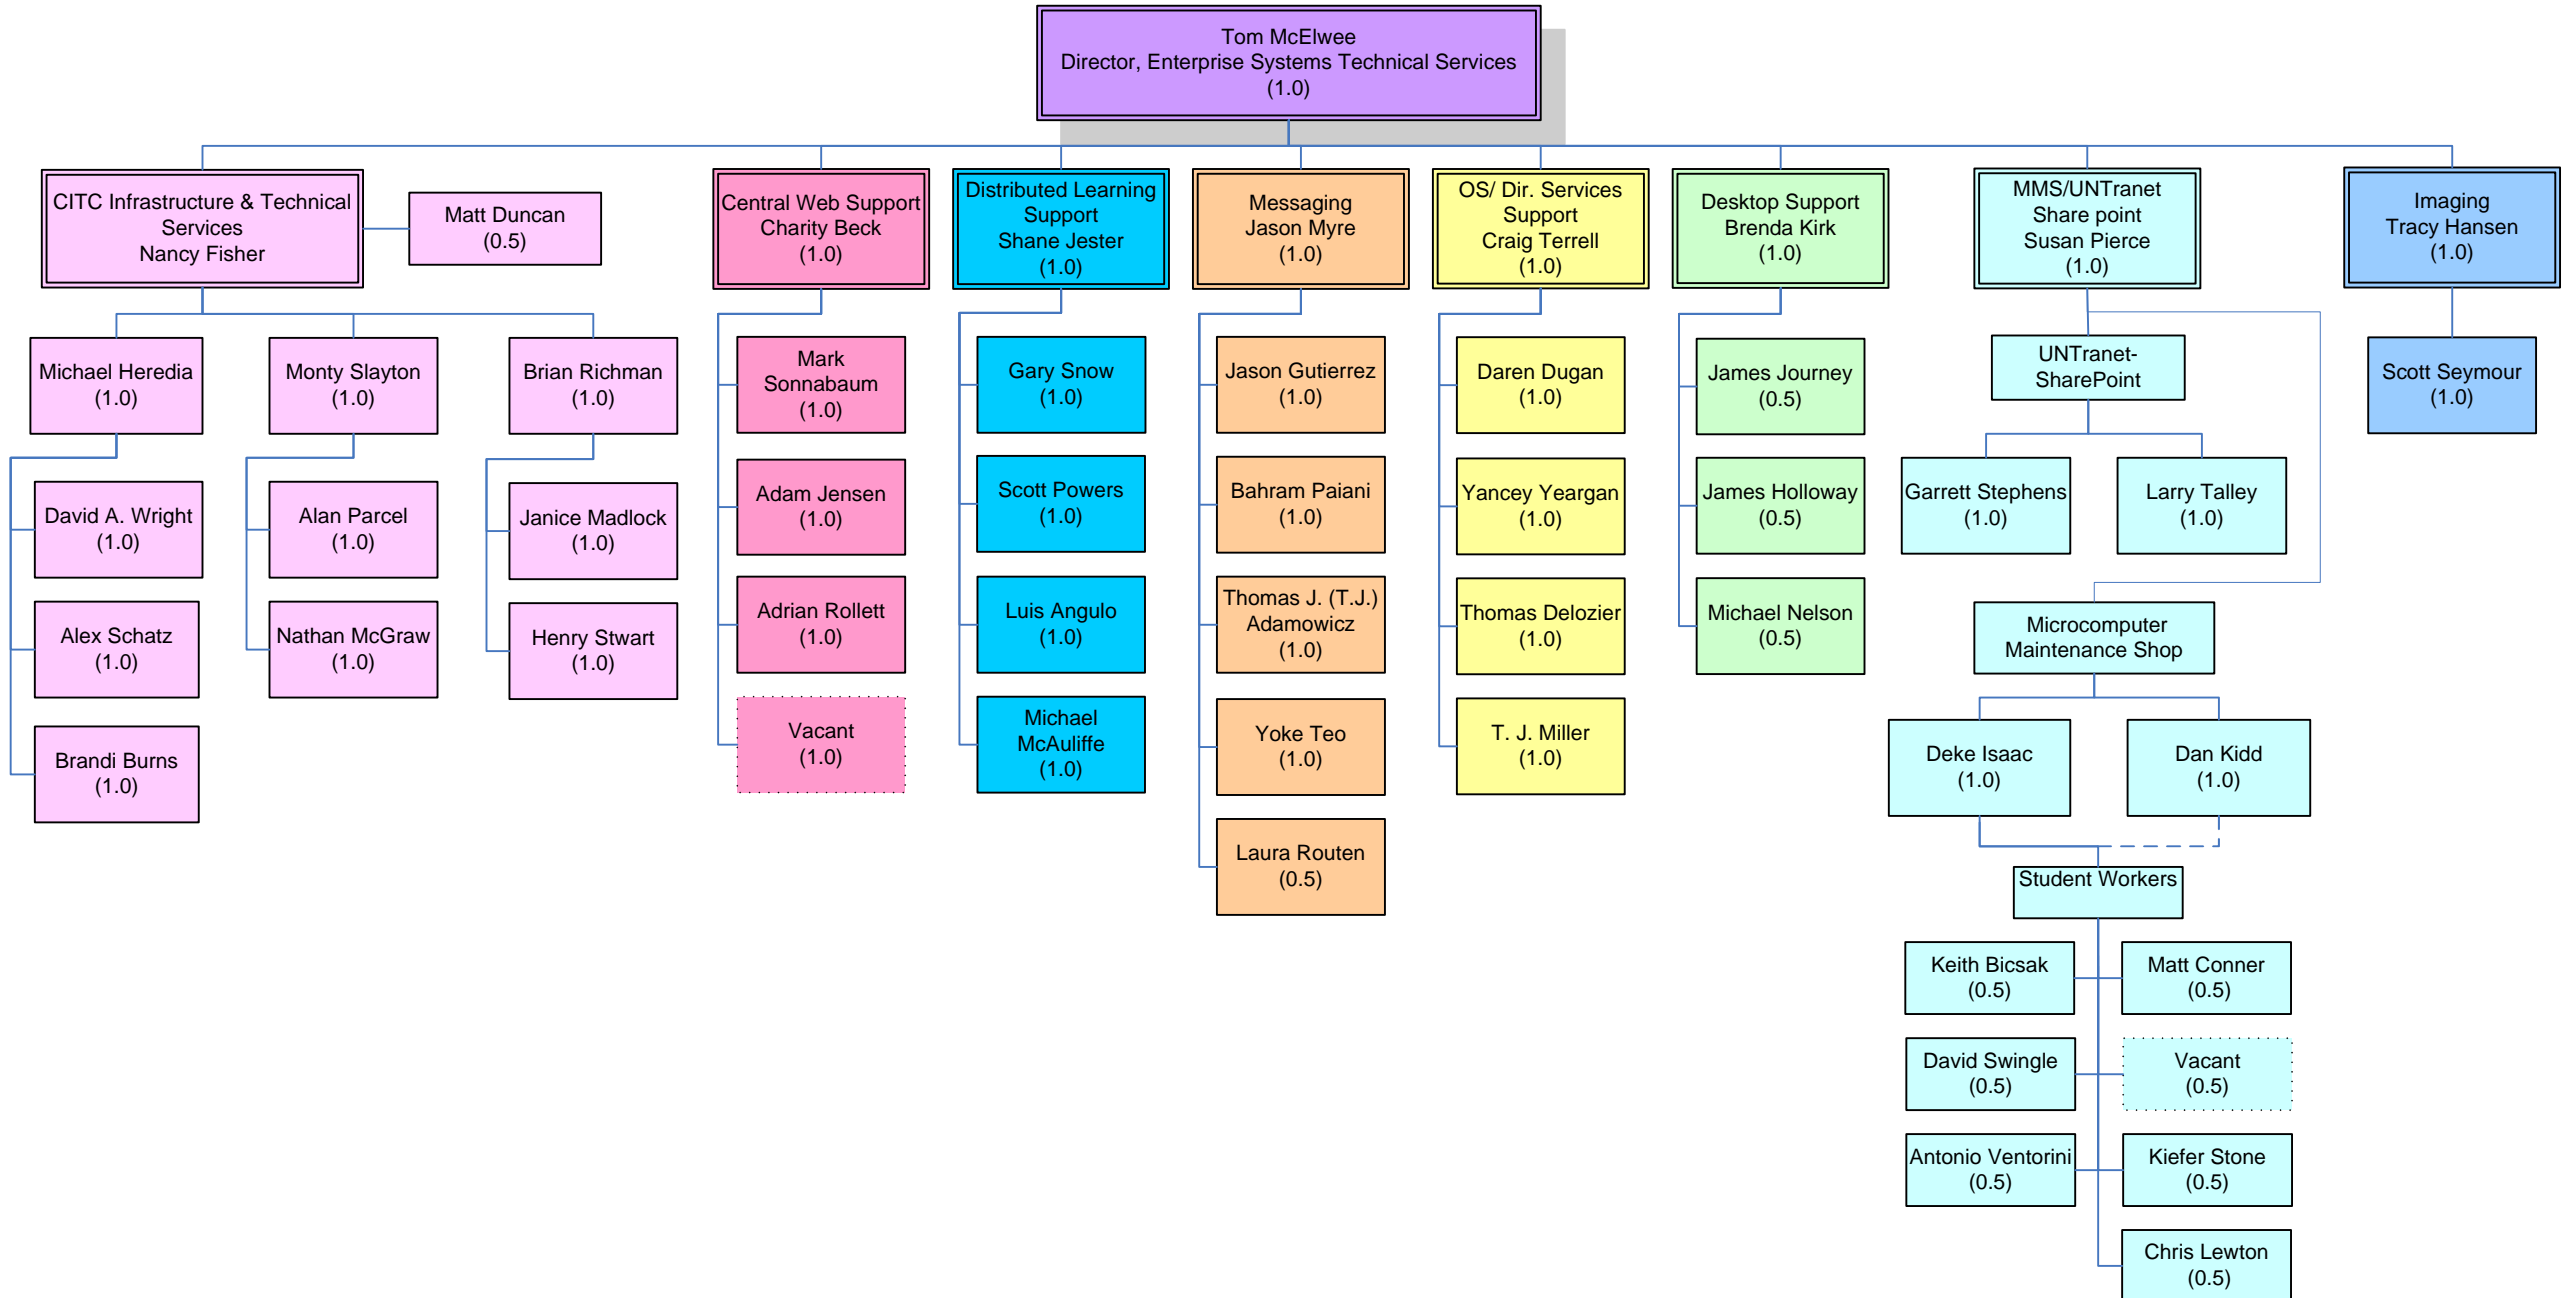 Tom McElwee
Director, Enterprise Systems Technical Services
(1.0)
CITC Infrastructure & Technical
Services
Nancy Fisher
Matt Duncan
(0.5)
Central Web Support
Charity Beck
(1.0)
Distributed Learning
Support
Shane Jester
(1.0)
Messaging
Jason Myre
(1.0)
OS/ Dir. Services
Support
Craig Terrell
(1.0)
Desktop Support
Brenda Kirk
(1.0)
MMS/UNTranet
Share point
Susan Pierce
(1.0)
Imaging
Tracy Hansen
(1.0)
Michael Heredia
(1.0)
Monty Slayton
(1.0)
Brian Richman
(1.0)
David A. Wright
(1.0)
Alex Schatz
(1.0)
Brandi Burns
(1.0)
Alan Parcel
(1.0)
Nathan McGraw
(1.0)
Janice Madlock
(1.0)
Henry Stwart
(1.0)
Mark
Sonnabaum
(1.0)
Adam Jensen
(1.0)
Adrian Rollett
(1.0)
Vacant
(1.0)
Gary Snow
(1.0)
Scott Powers
(1.0)
Luis Angulo
(1.0)
Michael
McAuliffe
(1.0)
Jason Gutierrez
(1.0)
Bahram Paiani
(1.0)
Thomas J. (T.J.)
Adamowicz
(1.0)
Yoke Teo
(1.0)
Laura Routen
(0.5)
Daren Dugan
(1.0)
Yancey Yeargan
(1.0)
Thomas Delozier
(1.0)
T. J. Miller
(1.0)
James Journey
(0.5)
James Holloway
(0.5)
Michael Nelson
(0.5)
UNTranet-
SharePoint
Garrett Stephens
(1.0)
Larry Talley
(1.0)
Microcomputer
Maintenance Shop
Deke Isaac
(1.0)
Dan Kidd
(1.0)
Student Workers
Keith Bicsak
(0.5)
Matt Conner
(0.5)
David Swingle
(0.5)
Vacant
(0.5)
Antonio Ventorini
(0.5)
Kiefer Stone
(0.5)
Chris Lewton
(0.5)
Scott Seymour
(1.0)